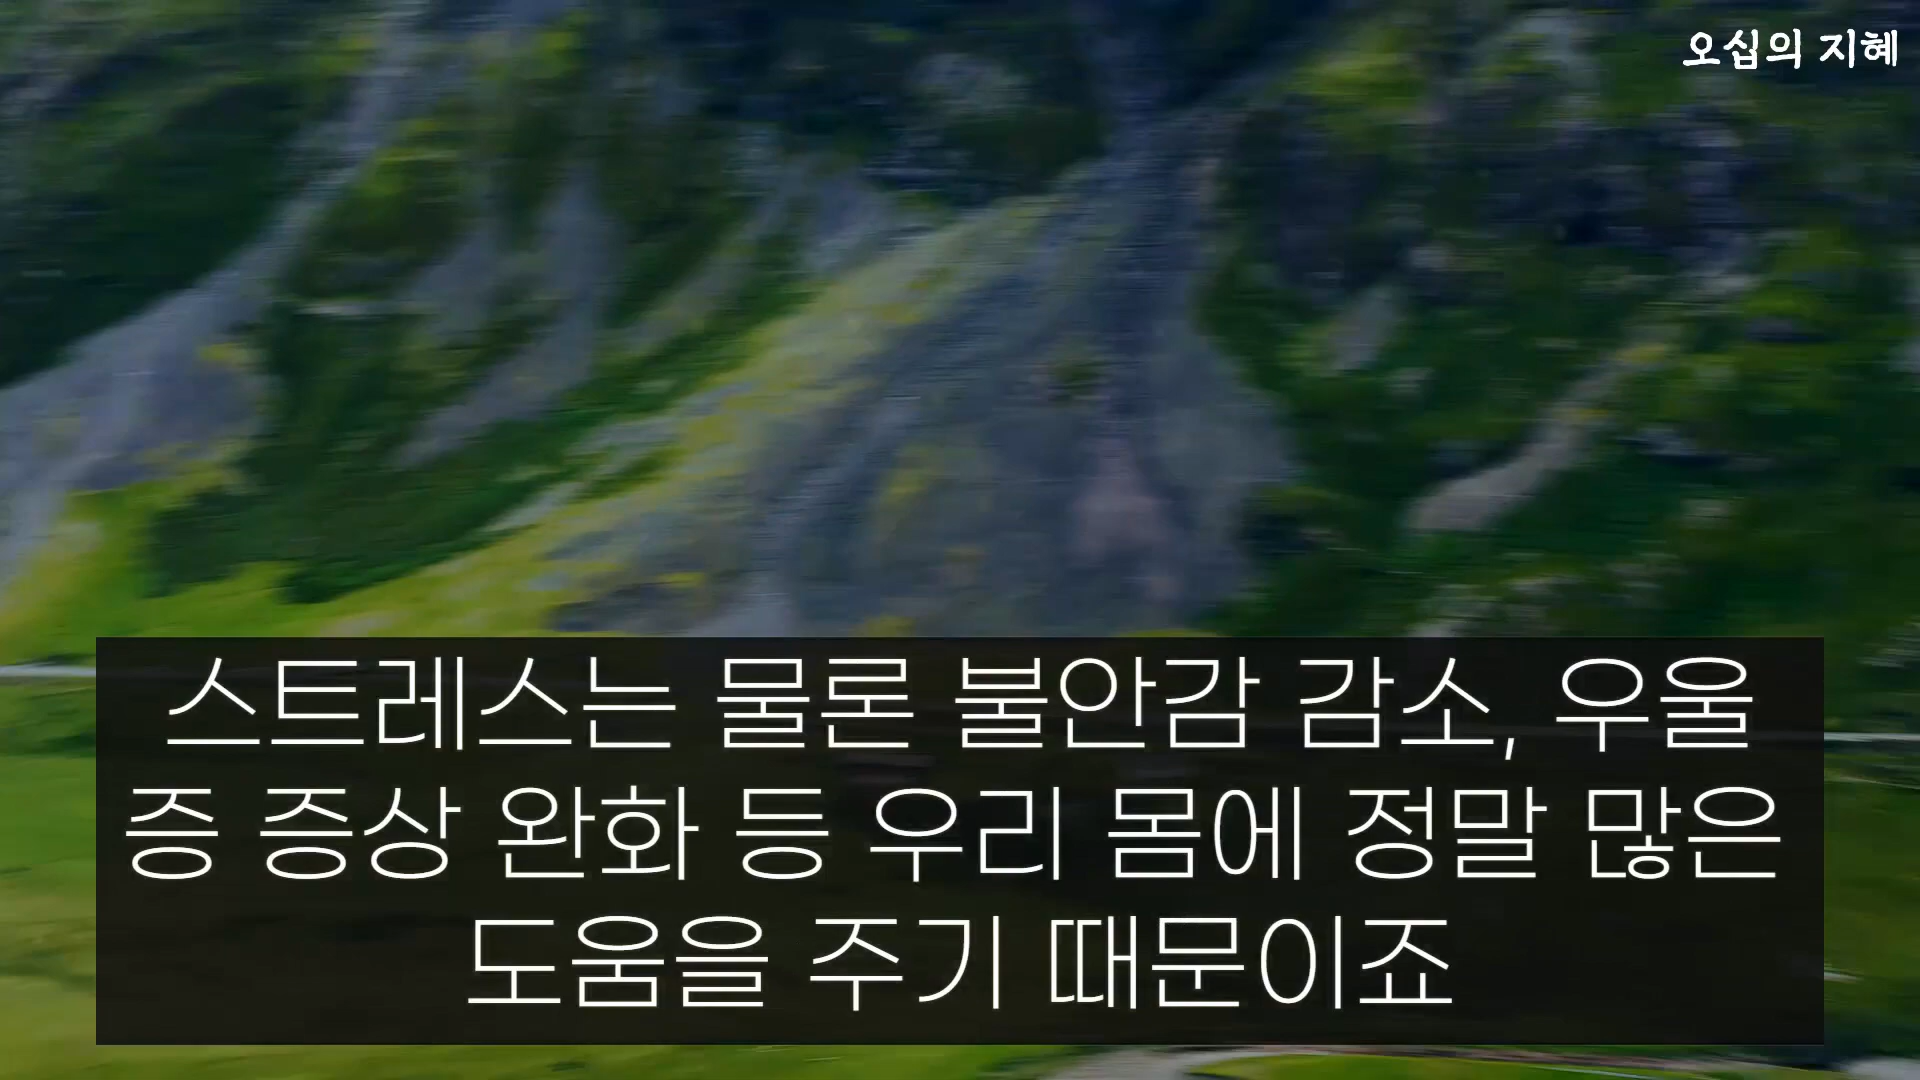 오십의 지혜
스트레스는 물론 불안감 감소, 우울
증 증상 완화 등 우리 몸에 정말 많은
도움을 주기 때문이죠